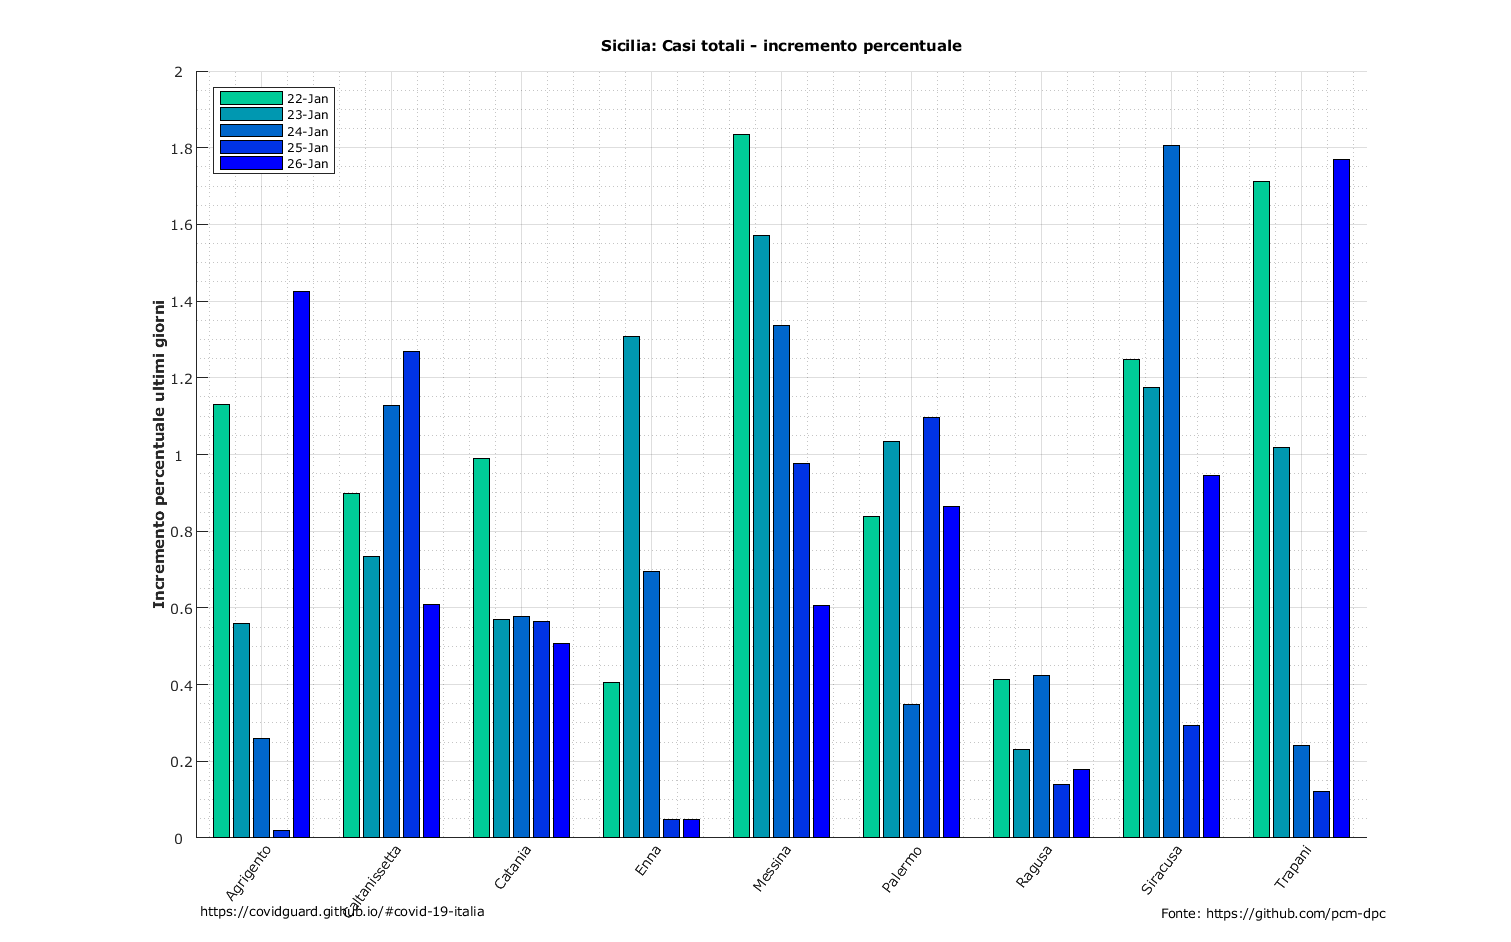 Sicilia: Casi totali - incremento percentuale
Incremento percentuale ultimi giorni
2
1.8
1.6
1.4
1.2
1
0.8
0.6
0.4
0.2
0
22-Jan
23-Jan
24-Jan
25-Jan
26-Jan
Agrigento
Caltanissetta
Catania
Enna
Messina
Palermo
Ragusa
Siracusa
Trapani
https://covidguard.github.io/#covid-19-italia
Fonte: https://github.com/pcm-dpc